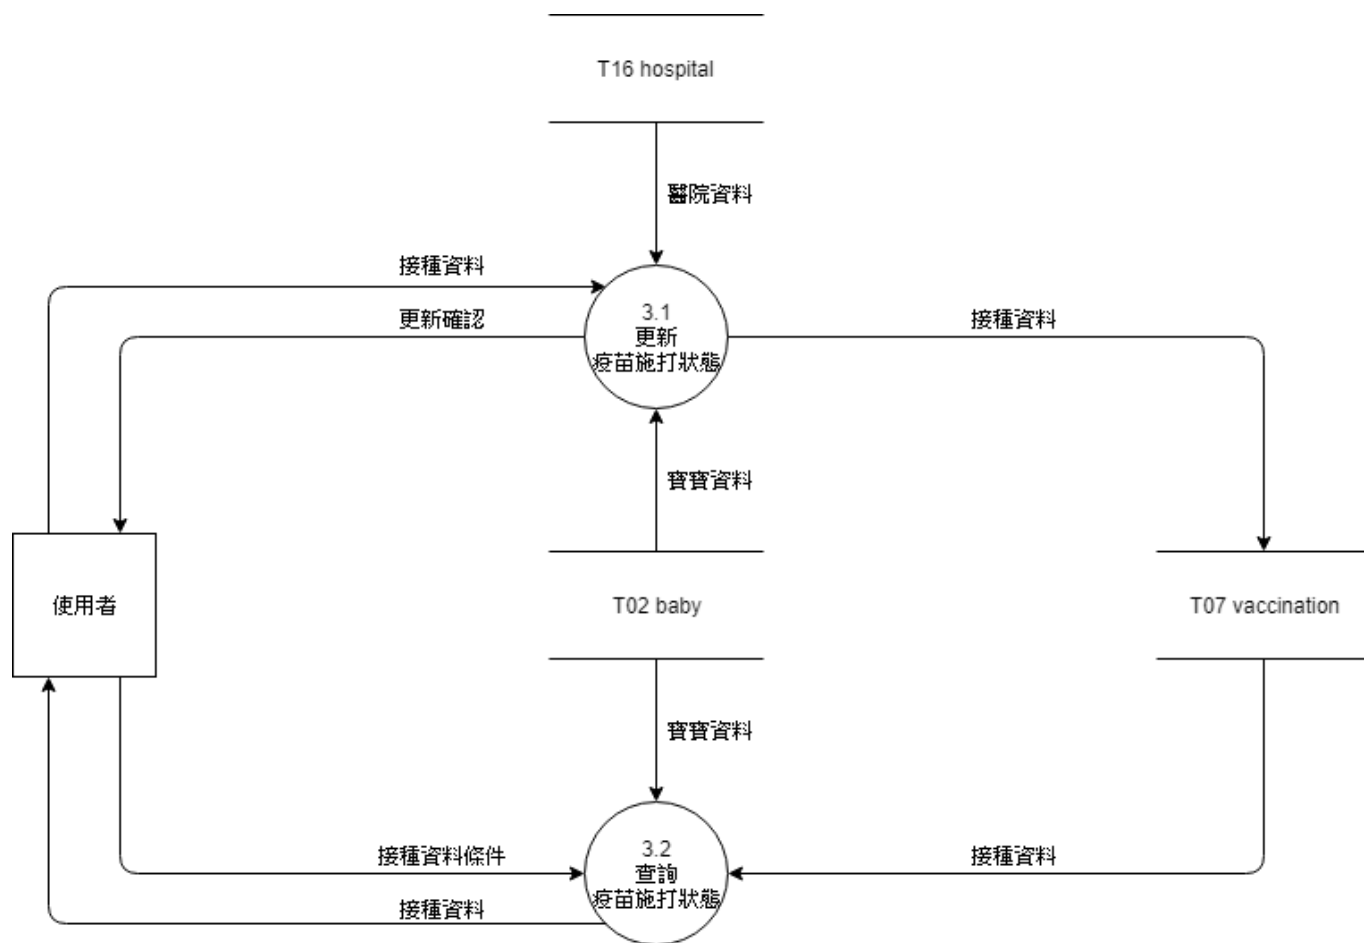 T16 hospital
醫院資料
接種資料
更新確認
3.1
更新
疫苗施打狀態
接種資料
寶寶資料
使用者
T02 baby
T07 vaccination
寶寶資料
接種資料條件
3.2
查詢
疫苗施打狀態
接種資料
接種資料